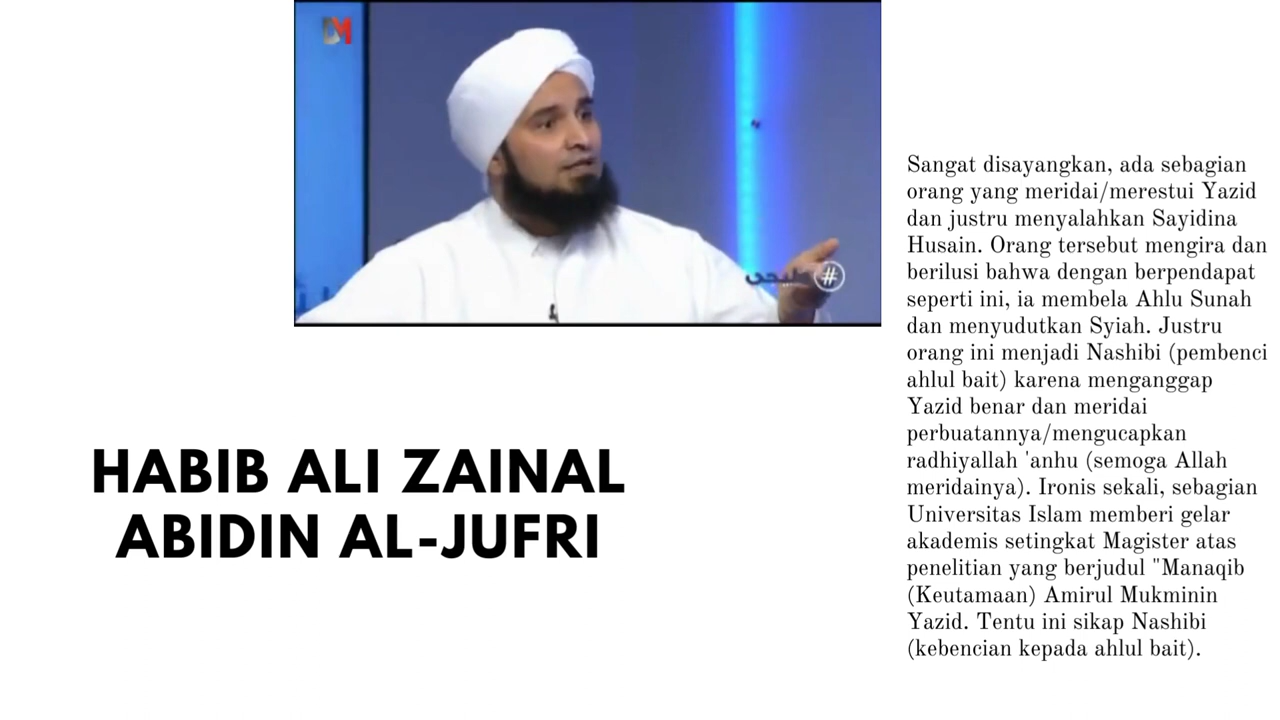 DM
#خليجي
HABIB ALI ZAINAL
ABIDIN AL-JUFRI
Sangat disayangkan, ada sebagian
orang yang meridai/merestui Yazid
dan justru menyalahkan Sayidina
Husain. Orang tersebut mengira dan
berilusi bahwa dengan berpendapat
seperti ini, ia membela Ahlu Sunah
dan menyudutkan Syiah. Justru
orang ini menjadi Nashibi (pembenci
ahlul bait) karena menganggap
Yazid benar dan meridai
perbuatannya/mengucapkan
radhiyallah 'anhu (semoga Allah
meridainya). Ironis sekali, sebagian
Universitas Islam memberi gelar
akademis setingkat Magister atas
penelitian yang berjudul "Manaqib
(Keutamaan) Amirul Mukminin
Yazid. Tentu ini sikap Nashibi
(kebencian kepada ahlul bait).